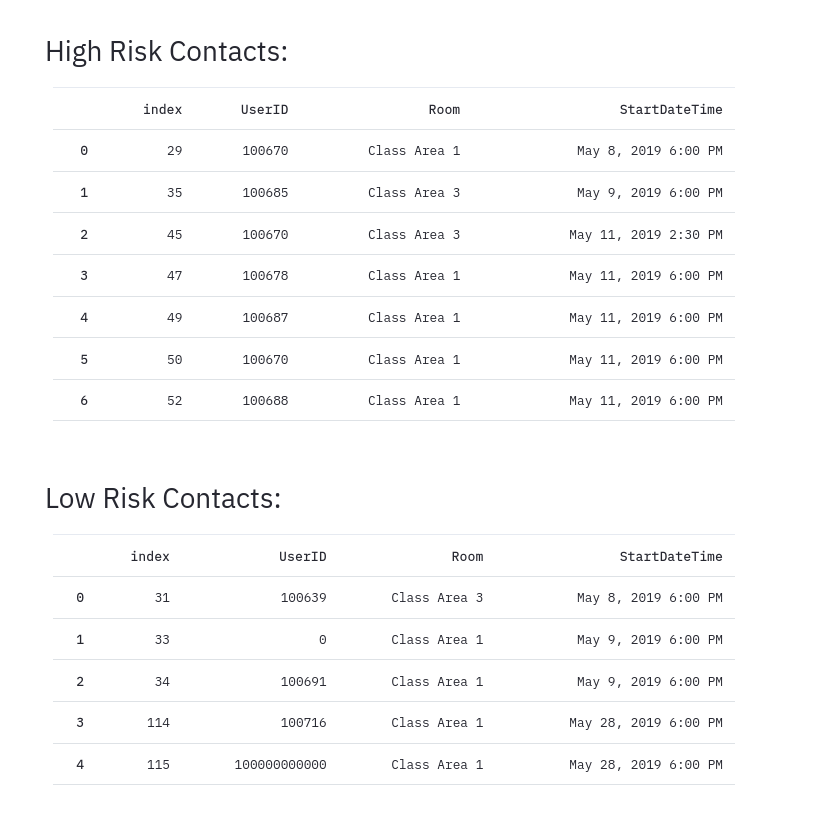 High Risk Contacts:
index UserID Room StartDateTime
0 29 100670 Class Area 1 May 8, 2019 6:00 PM
1 35 100685 Class Area 3 May 9, 2019 6:00 PM
2 45 100670 Class Area 3 May 11, 2019 2:30 PM
3 47 100678 Class Area 1 May 11, 2019 6:00 PM
4 49 100687 Class Area 1 May 11, 2019 6:00 PM
5 50 100670 Class Area 1 May 11, 2019 6:00 PM
6 52 100688 Class Area 1 May 11, 2019 6:00 PM
Low Risk Contacts:
index UserID Room StartDateTime
0 31 100639 Class Area 3 May 8, 2019 6:00 PM
1 33 0 Class Area 1 May 9, 2019 6:00 PM
2 34 100691 Class Area 1 May 9, 2019 6:00 PM
3 114 100716 Class Area 1 May 28, 2019 6:00 PM
4 115 100000000000 Class Area 1 May 28, 2019 6:00 PM